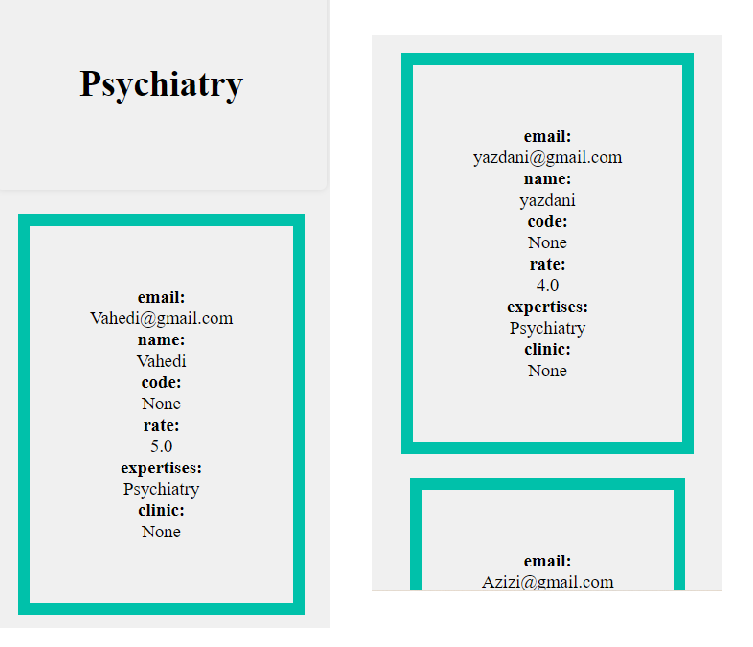 Psychiatry
email:
Vahedi@gmail.com
name:
Vahedi
code:
None
rate:
5.0
expertises:
Psychiatry
clinic:
None
email:
yazdani@gmail.com
name:
yazdani
code:
None
rate:
4.0
expertises:
Psychiatry
clinic:
None
email:
Azizi@gmail.com